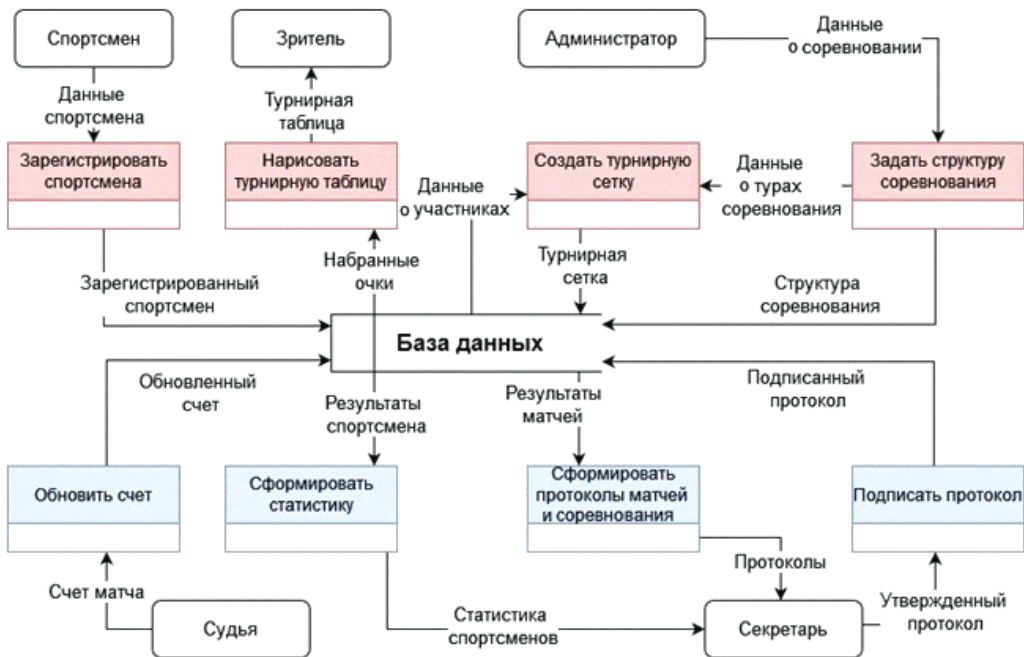 Спортсмен
Зритель
Администратор
Данные
о соревновании
Данные
спортсмена
Турнирная
таблица
Зарегистрировать
спортсмена
Нарисовать
турнирную таблицу
Данные
о участниках
Создать турнирную
сетку
Данные
о турах
соревнования
Задать структуру
соревнования
Зарегистрированный
спортсмен
Набранные
очки
Турнирная
сетка
Структура
соревнования
База данных
Обновленный
счет
Результаты
спортсмена
Результаты
матчей
Подписанный
протокол
Обновить счет
Сформировать
статистику
Сформировать
протоколы матчей
и соревнования
Подписать протокол
Счет матча
Судья
Статистика
спортсменов
Протоколы
Секретарь
Утвержденный
протокол